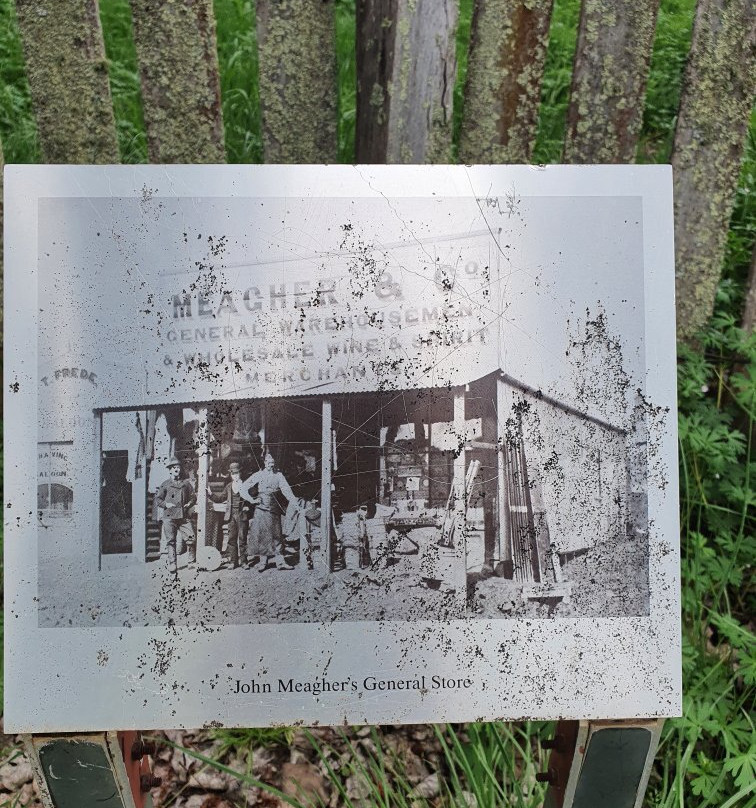 MEAGHER & Co
GENERAL WAREHOUSEMEN
& WHOLESALE WINE & SPIRIT
MERCHANTS
T. FREDE
John Meagher's General Store